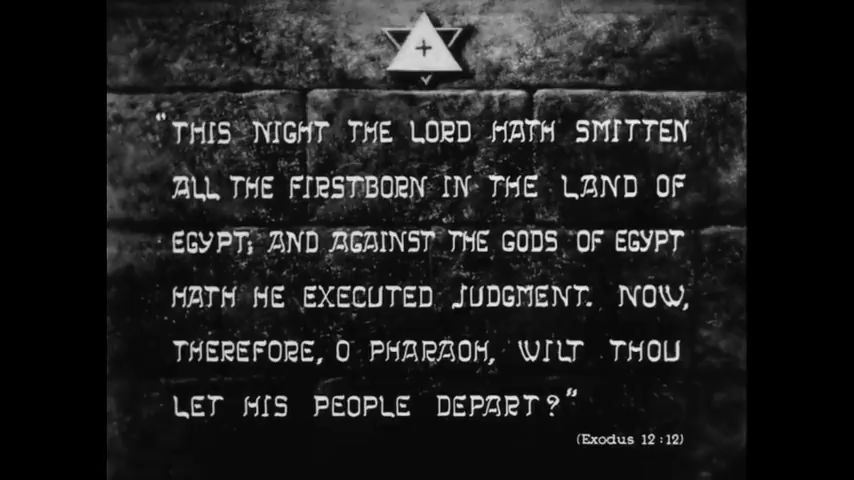 "THIS NIGHT THE LORD HATH SMITTEN
ALL THE FIRSTBORN IN THE LAND OF
EGYPT; AND AGAINST THE GODS OF EGYPT
HATH HE EXECUTED JUDGMENT. NOW,
THEREFORE, O PHARAOH, WILT THOU
LET HIS PEOPLE DEPART?"
(Exodus 12:12)